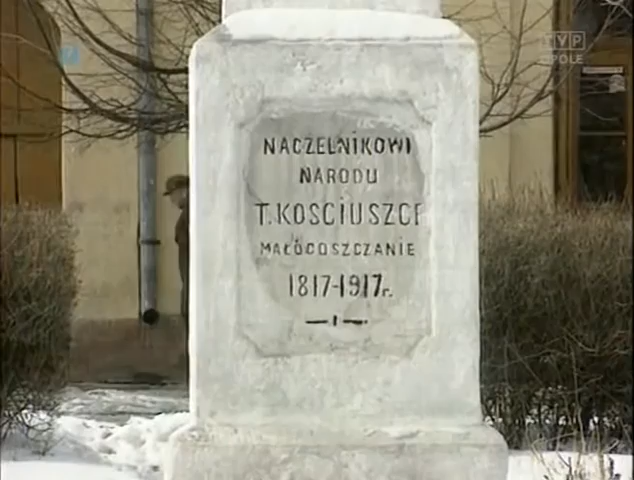 TVP
OPOLE
NACZELNIKOWI
NARODU
T. KOSCIUSZCE
MAŁOGOSZCZANIE
1817-1917r.